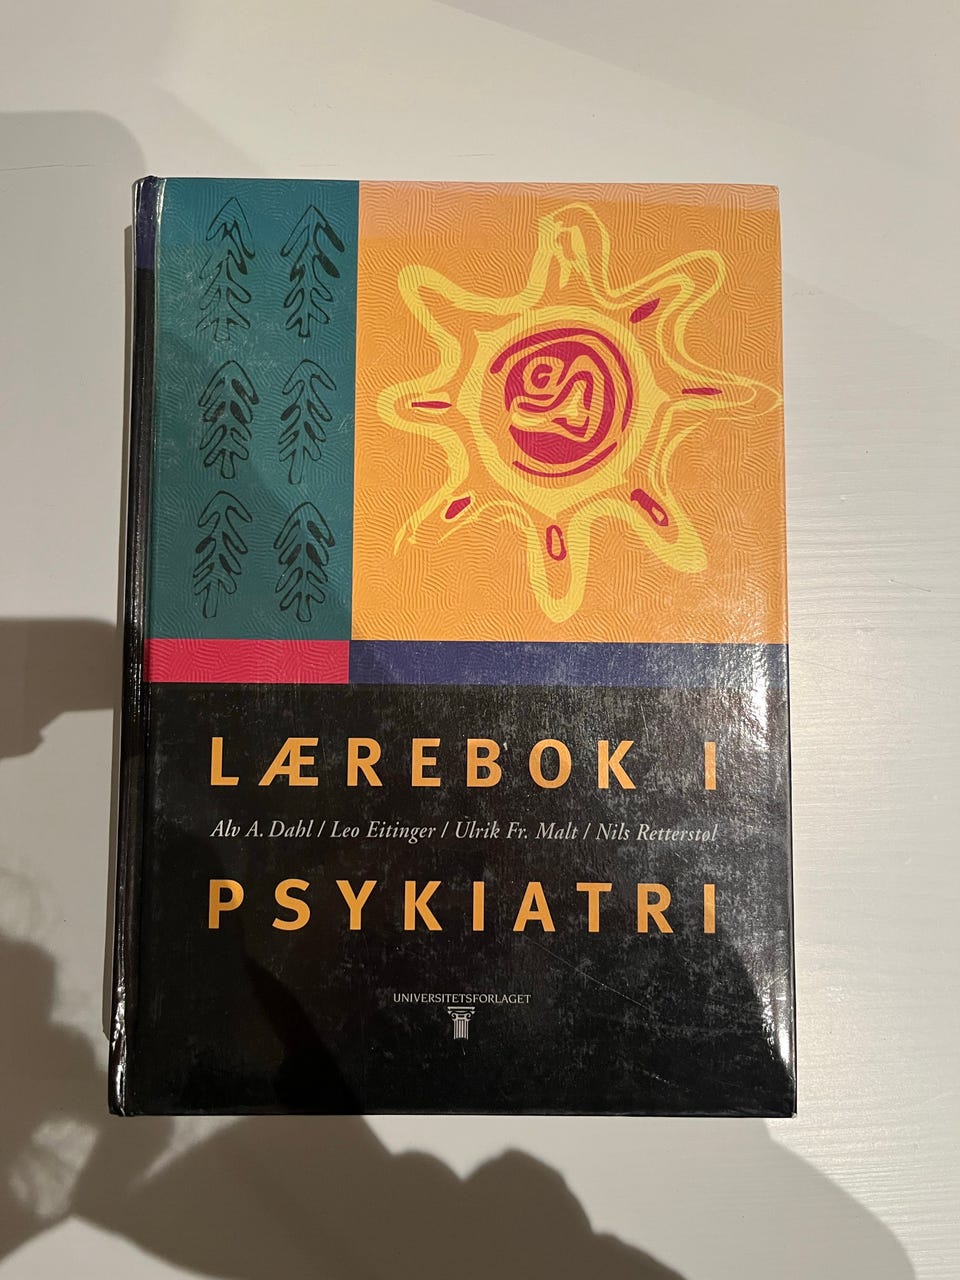 LÆREBOK I
Alv A. Dahl / Leo Eitinger / Ulrik Fr. Malt / Nils Retterstøl
PSYKIATRI
UNIVERSITETSFORLAGET